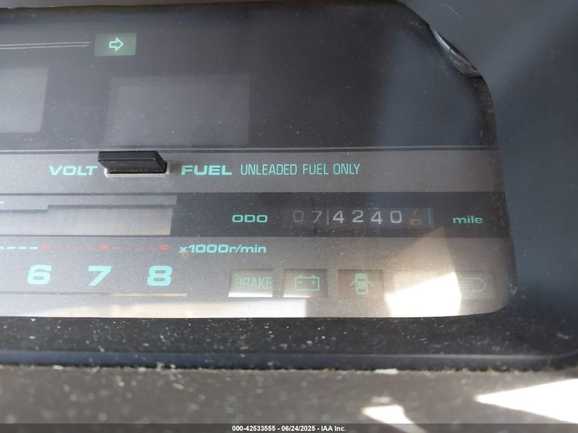 VOLT FUEL UNLEADED FUEL ONLY
ODO 074240 mile
x1000r/min
6 7 8
BRAKE
000-42533555 - 06/24/2025 - IAA Inc.